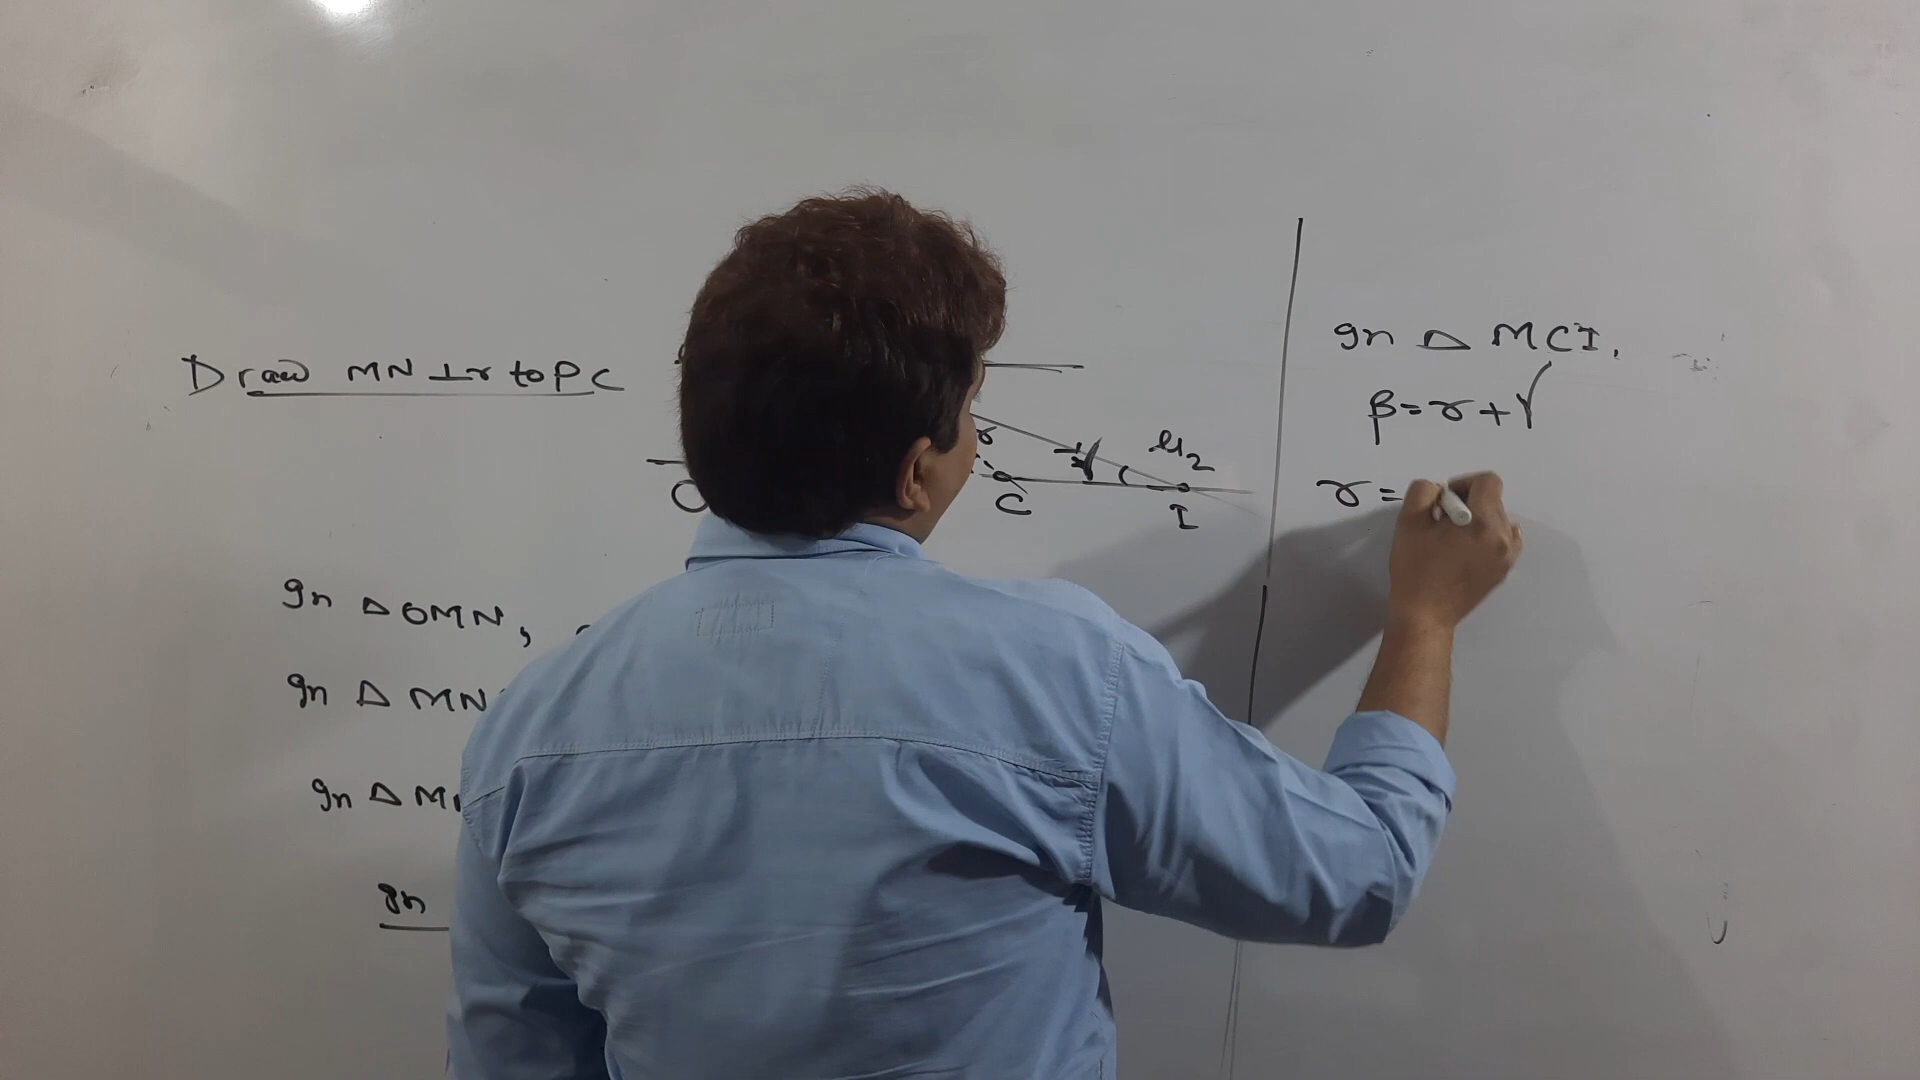 Draw MN ⊥r to PC
r
γ
μ2
C
I
In △ OMN,
In △ MN
In △ M
In
In △ MCI,
β = r + γ
r =